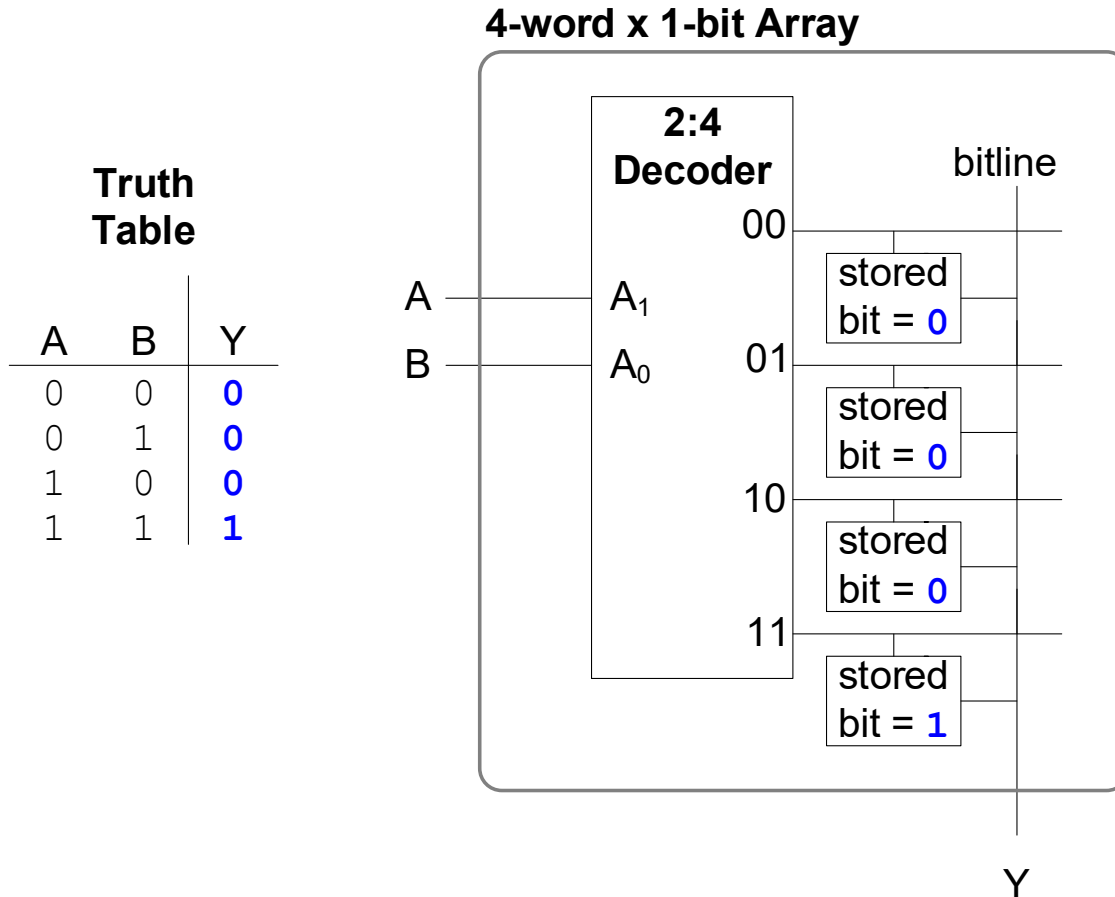 4-word x 1-bit Array
Truth
Table
A B Y
0 0 0
0 1 0
1 0 0
1 1 1
2:4
Decoder
bitline
A
B
A₁
A₀
00
stored
bit = 0
01
stored
bit = 0
10
stored
bit = 0
11
stored
bit = 1
Y